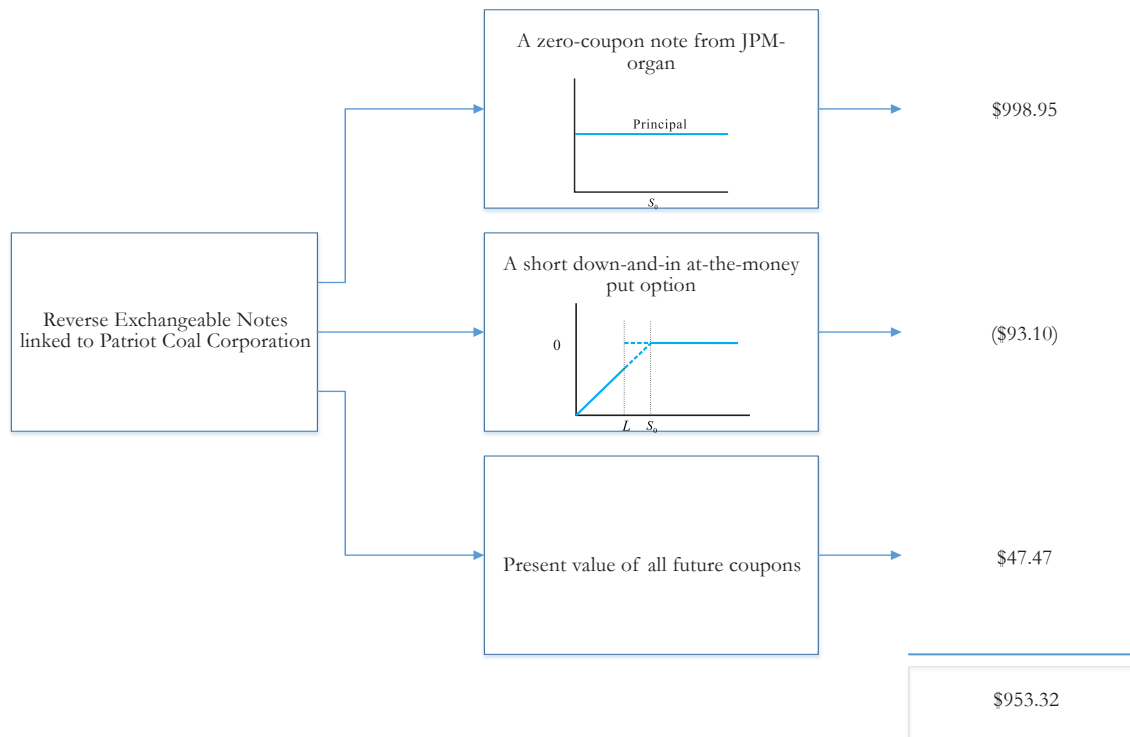 A zero-coupon note from JPM-
organ
Principal
S₀
$998.95
Reverse Exchangeable Notes
linked to Patriot Coal Corporation
A short down-and-in at-the-money
put option
0
L S₀
($93.10)
Present value of all future coupons
$47.47
$953.32